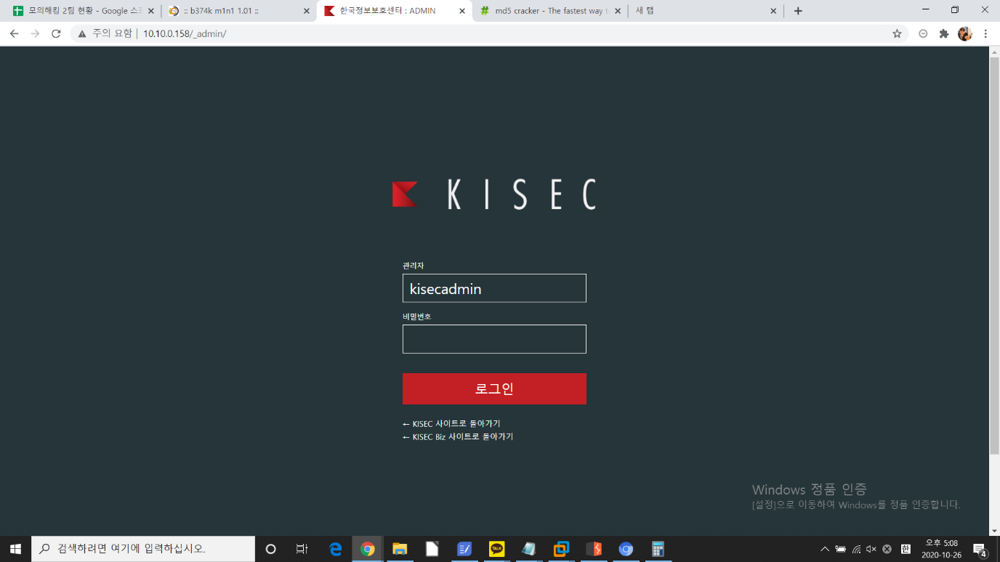 모의해킹 2팀 현황 - Google 스프
:: b374k m1n1 1.01 ::
한국정보보호센터 : ADMIN
md5 cracker - The fastest way t
새 탭
주의 요함 | 10.10.0.158/_admin/
KISEC
관리자
kisecadmin
비밀번호
로그인
← KISEC 사이트로 돌아가기
← KISEC Biz 사이트로 돌아가기
Windows 정품 인증
[설정]으로 이동하여 Windows를 정품 인증합니다.
검색하려면 여기에 입력하십시오.
TALK
한
오후 5:08
2020-10-26
4